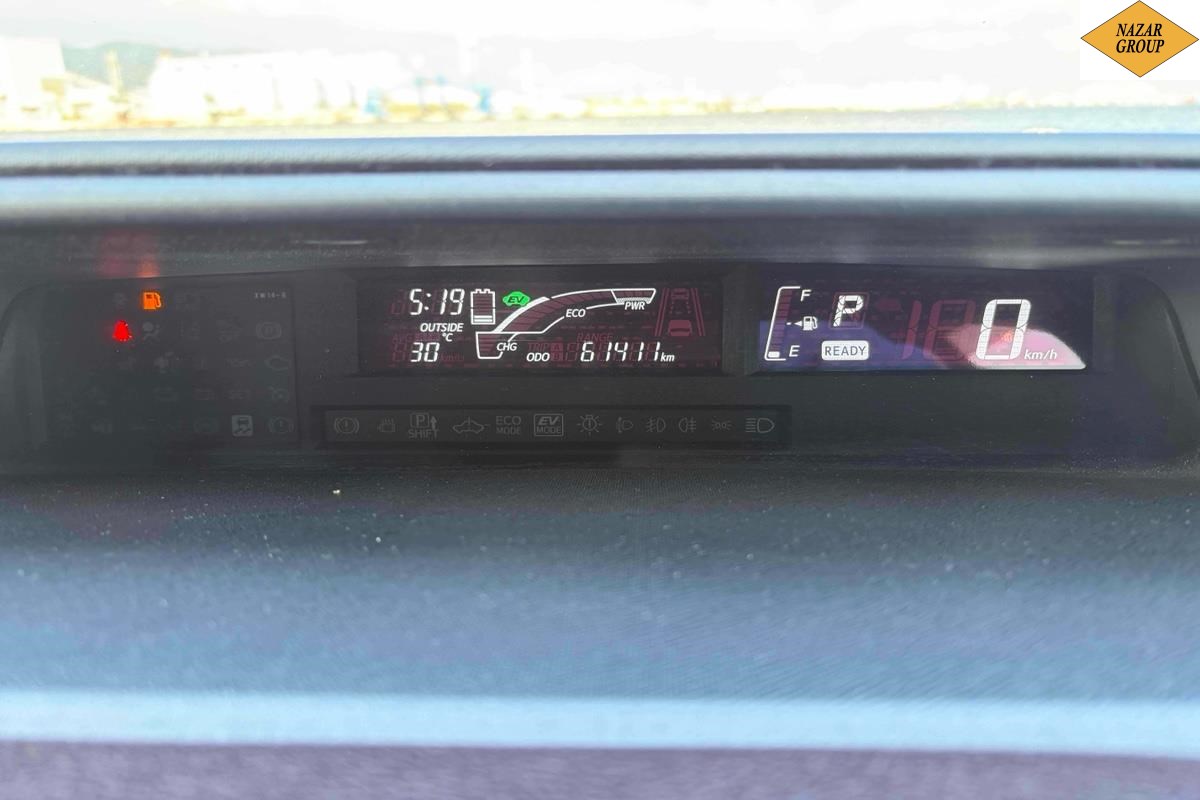 NAZAR
GROUP
5:19
EV
OUTSIDE
30 °C
CHG
ECO
PWR
ODO 61411 km
F
E
P
READY
0 km/h
P SHIFT
ECO MODE
EV MODE